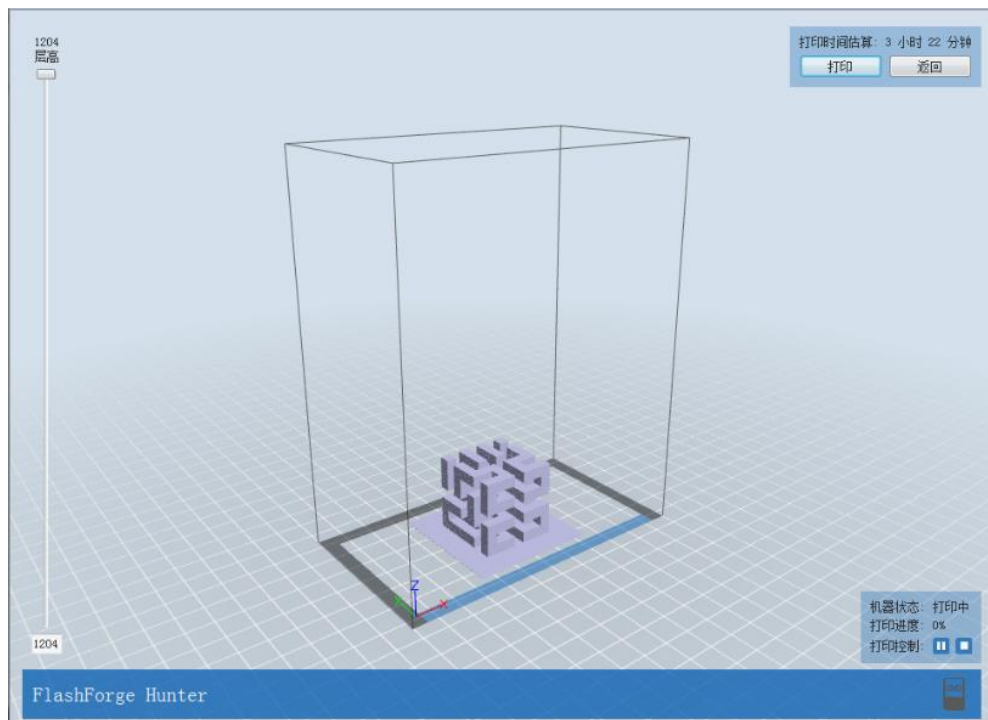 1204
层高
打印时间估算: 3 小时 22 分钟
打印
返回
Z
X
1204
机器状态: 打印中
打印进度: 0%
打印控制:
FlashForge Hunter